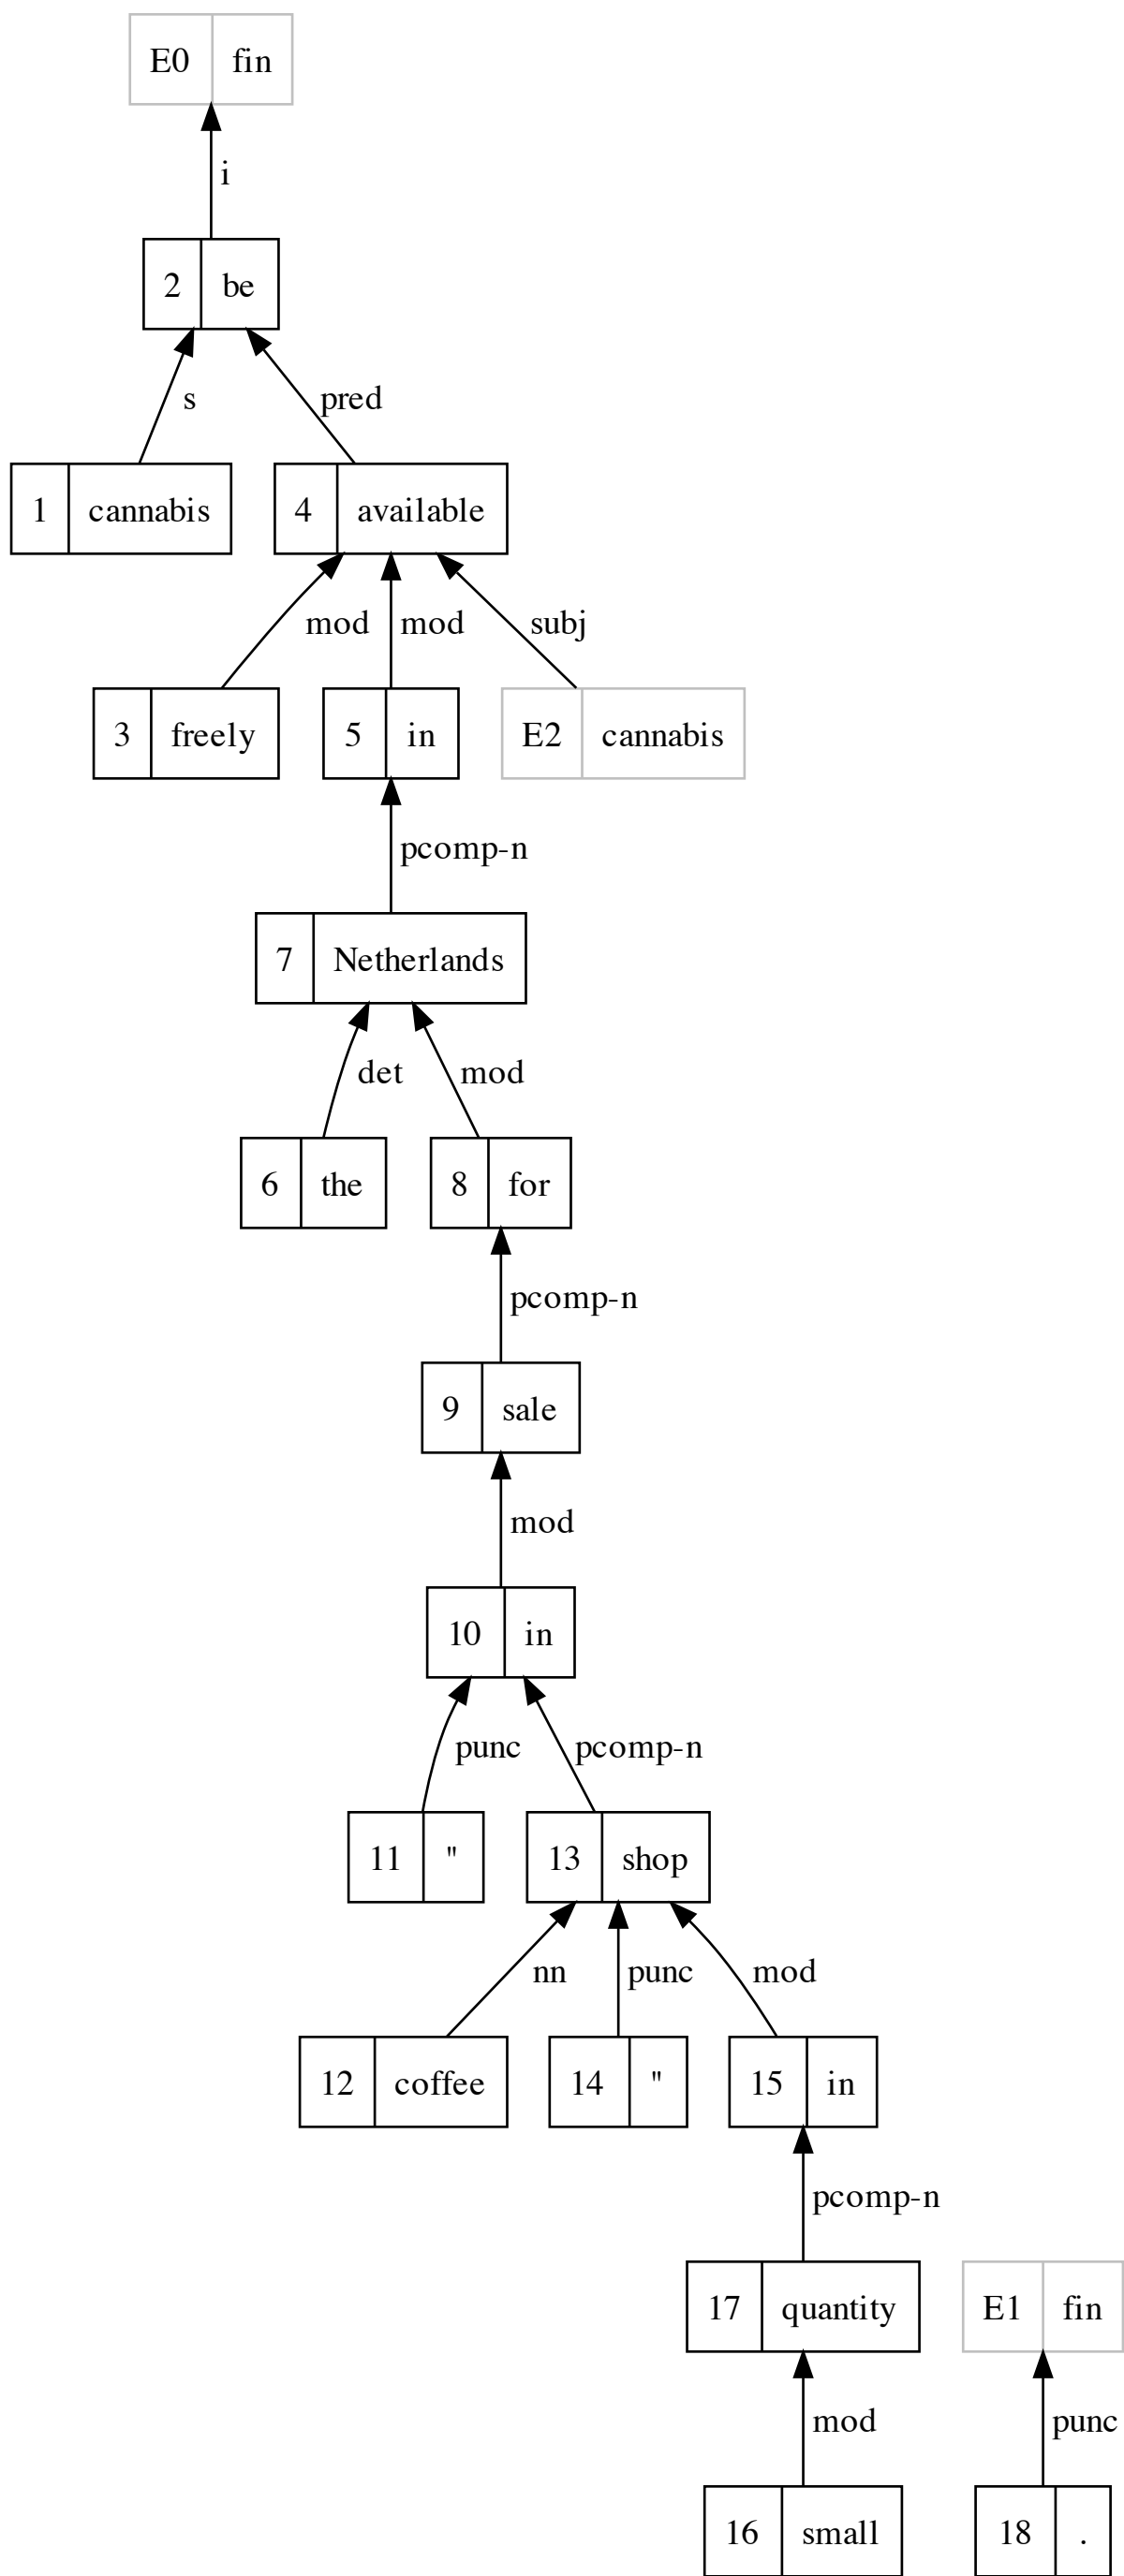 E0 fin
i
2 be
s pred
1 cannabis 4 available
mod mod subj
3 freely 5 in E2 cannabis
pcomp-n
7 Netherlands
det mod
6 the 8 for
pcomp-n
9 sale
mod
10 in
punc pcomp-n
11 " 13 shop
nn punc mod
12 coffee 14 " 15 in
pcomp-n
17 quantity E1 fin
mod punc
16 small 18 .